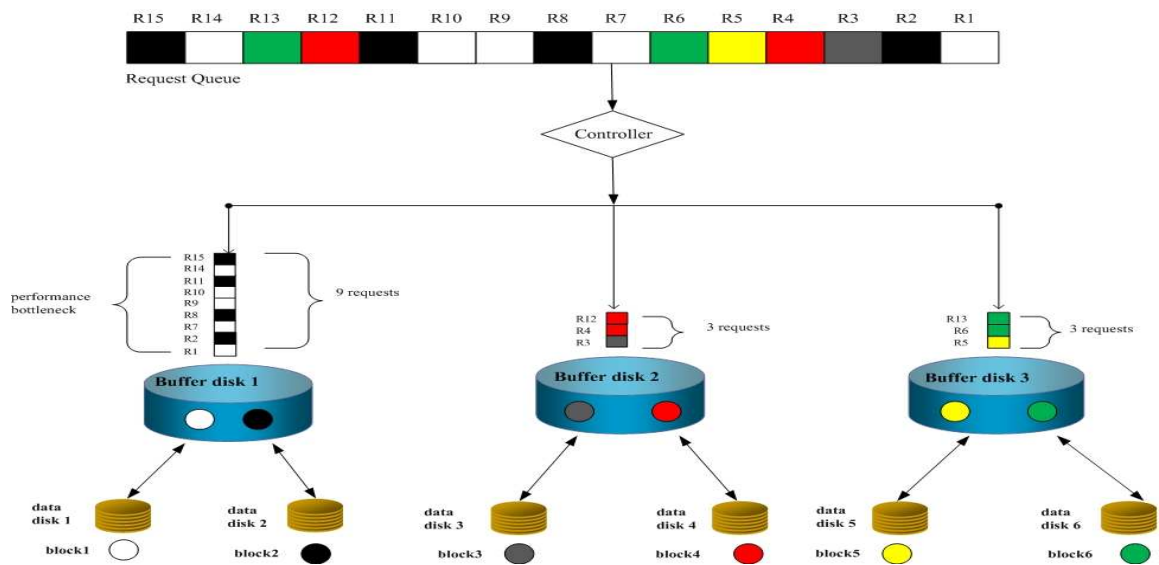 R15 R14 R13 R12 R11 R10 R9 R8 R7 R6 R5 R4 R3 R2 R1
Request Queue
Controller
performance
bottleneck
R15
R14
R11
R10
R9
R8
R7
R2
R1
9 requests
R12
R4
R3
3 requests
R13
R6
R5
3 requests
Buffer disk 1
Buffer disk 2
Buffer disk 3
data
disk 1
block1
data
disk 2
block2
data
disk 3
block3
data
disk 4
block4
data
disk 5
block5
data
disk 6
block6